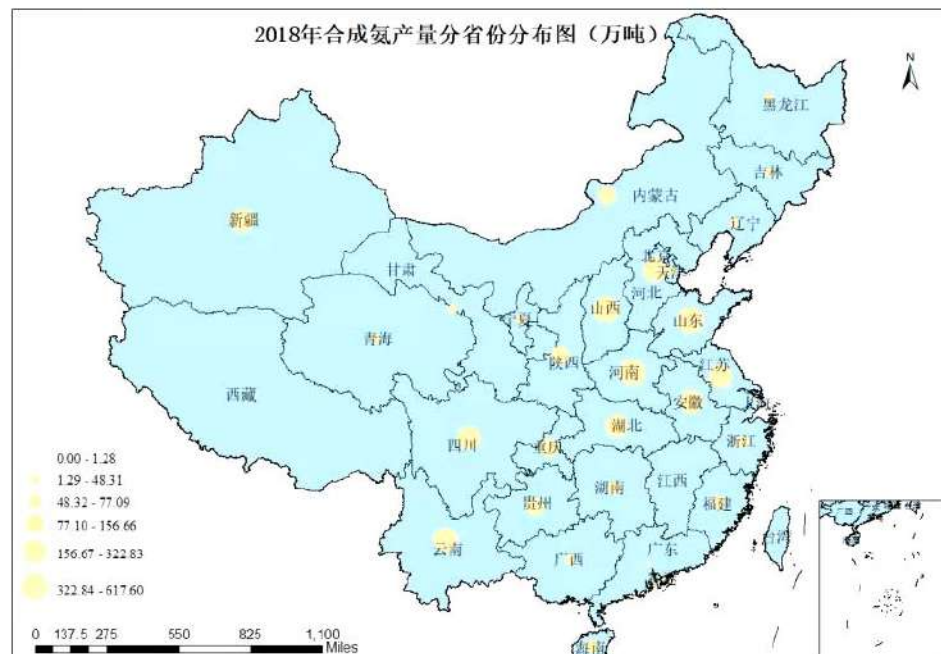 2018年合成氨产量分省份分布图（万吨）
N
黑龙江
吉林
内蒙古
辽宁
新疆
北京
天津
甘肃
河北
宁夏
山西
山东
青海
陕西
河南
江苏
西藏
安徽
湖北
四川
重庆
浙江
江西
湖南
贵州
福建
云南
广西
广东
台湾
海南
0.00 - 1.28
1.29 - 48.31
48.32 - 77.09
77.10 - 156.66
156.67 - 322.83
322.84 - 617.60
0 137.5 275 550 825 1,100
Miles